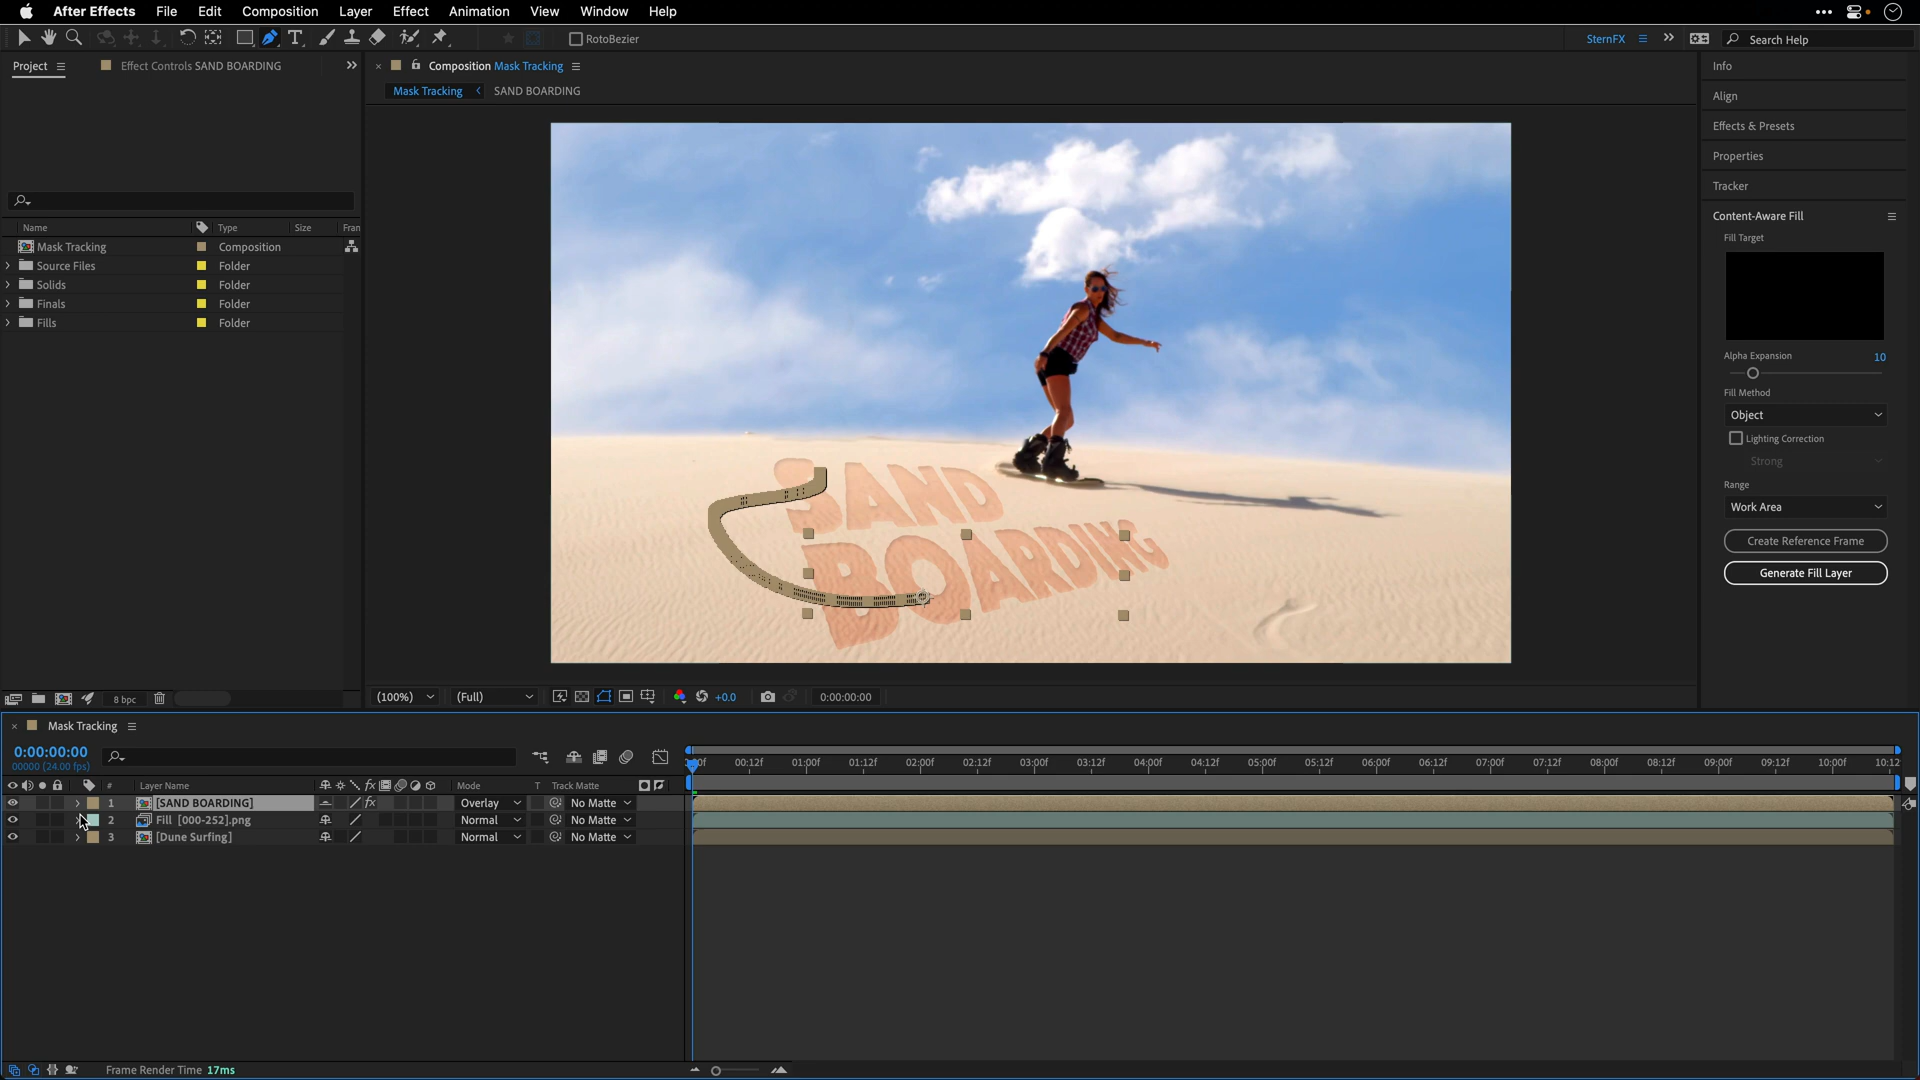 After Effects File Edit Composition Layer Effect Animation View Window Help
RotoBezier SternFX Search Help
Project Effect Controls SAND BOARDING
Composition Mask Tracking
Mask Tracking SAND BOARDING
Name Type Size Fran
Mask Tracking Composition
Source Files Folder
Solids Folder
Finals Folder
Fills Folder
8 bpc
SAND
BOARDING
(100%) (Full) +0.0 0:00:00:00
Info
Align
Effects & Presets
Properties
Tracker
Content-Aware Fill
Fill Target
Alpha Expansion 10
Fill Method
Object
Lighting Correction
Strong
Range
Work Area
Create Reference Frame
Generate Fill Layer
Mask Tracking
0:00:00:00
00000 (24.00 fps)
00f 00:12f 01:00f 01:12f 02:00f 02:12f 03:00f 03:12f 04:00f 04:12f 05:00f 05:12f 06:00f 06:12f 07:00f 07:12f 08:00f 08:12f 09:00f 09:12f 10:00f 10:12
# Layer Name fx Mode T Track Matte
1 [SAND BOARDING] fx Overlay No Matte
2 Fill [000-252].png Normal No Matte
3 [Dune Surfing] Normal No Matte
Frame Render Time 17ms